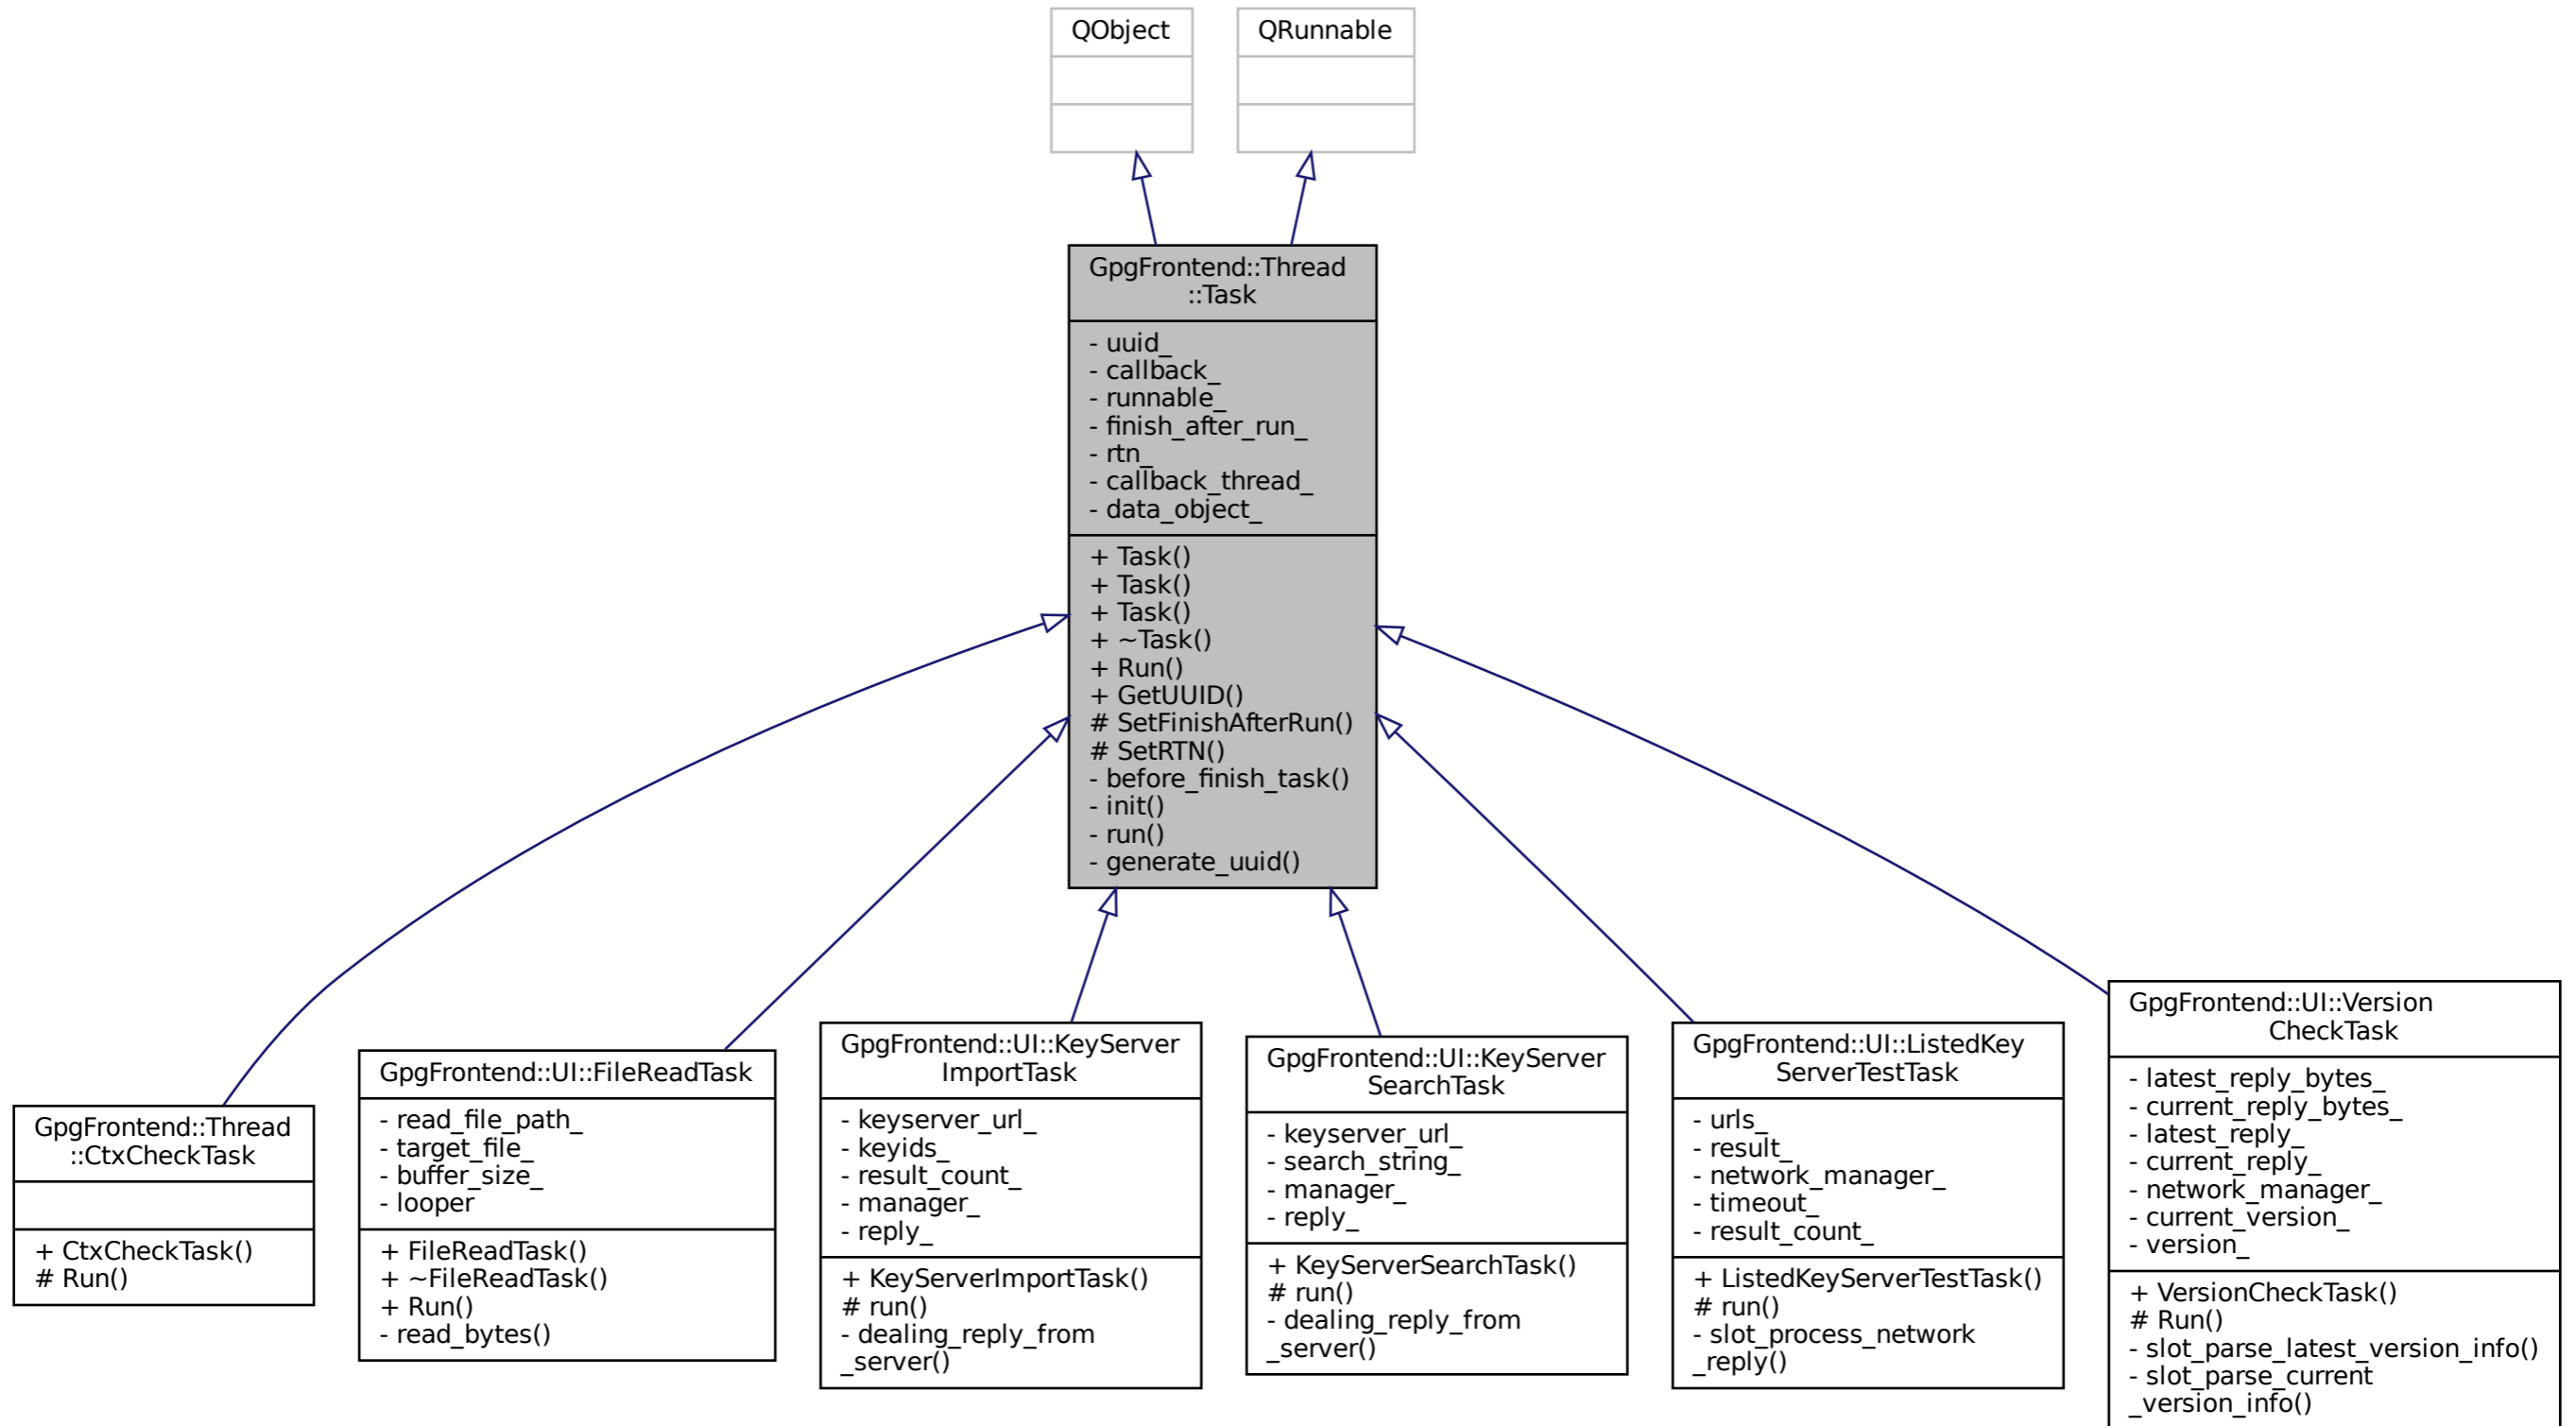 QObject
QRunnable
GpgFrontend::Thread
::Task
- uuid_
- callback_
- runnable_
- finish_after_run_
- rtn_
- callback_thread_
- data_object_
+ Task()
+ Task()
+ Task()
+ ~Task()
+ Run()
+ GetUUID()
# SetFinishAfterRun()
# SetRTN()
- before_finish_task()
- init()
- run()
- generate_uuid()
GpgFrontend::Thread
::CtxCheckTask
+ CtxCheckTask()
# Run()
GpgFrontend::UI::FileReadTask
- read_file_path_
- target_file_
- buffer_size_
- looper
+ FileReadTask()
+ ~FileReadTask()
+ Run()
- read_bytes()
GpgFrontend::UI::KeyServer
ImportTask
- keyserver_url_
- keyids_
- result_count_
- manager_
- reply_
+ KeyServerImportTask()
# run()
- dealing_reply_from
_server()
GpgFrontend::UI::KeyServer
SearchTask
- keyserver_url_
- search_string_
- manager_
- reply_
+ KeyServerSearchTask()
# run()
- dealing_reply_from
_server()
GpgFrontend::UI::ListedKey
ServerTestTask
- urls_
- result_
- network_manager_
- timeout_
- result_count_
+ ListedKeyServerTestTask()
# run()
- slot_process_network
_reply()
GpgFrontend::UI::Version
CheckTask
- latest_reply_bytes_
- current_reply_bytes_
- latest_reply_
- current_reply_
- network_manager_
- current_version_
- version_
+ VersionCheckTask()
# Run()
- slot_parse_latest_version_info()
- slot_parse_current
_version_info()